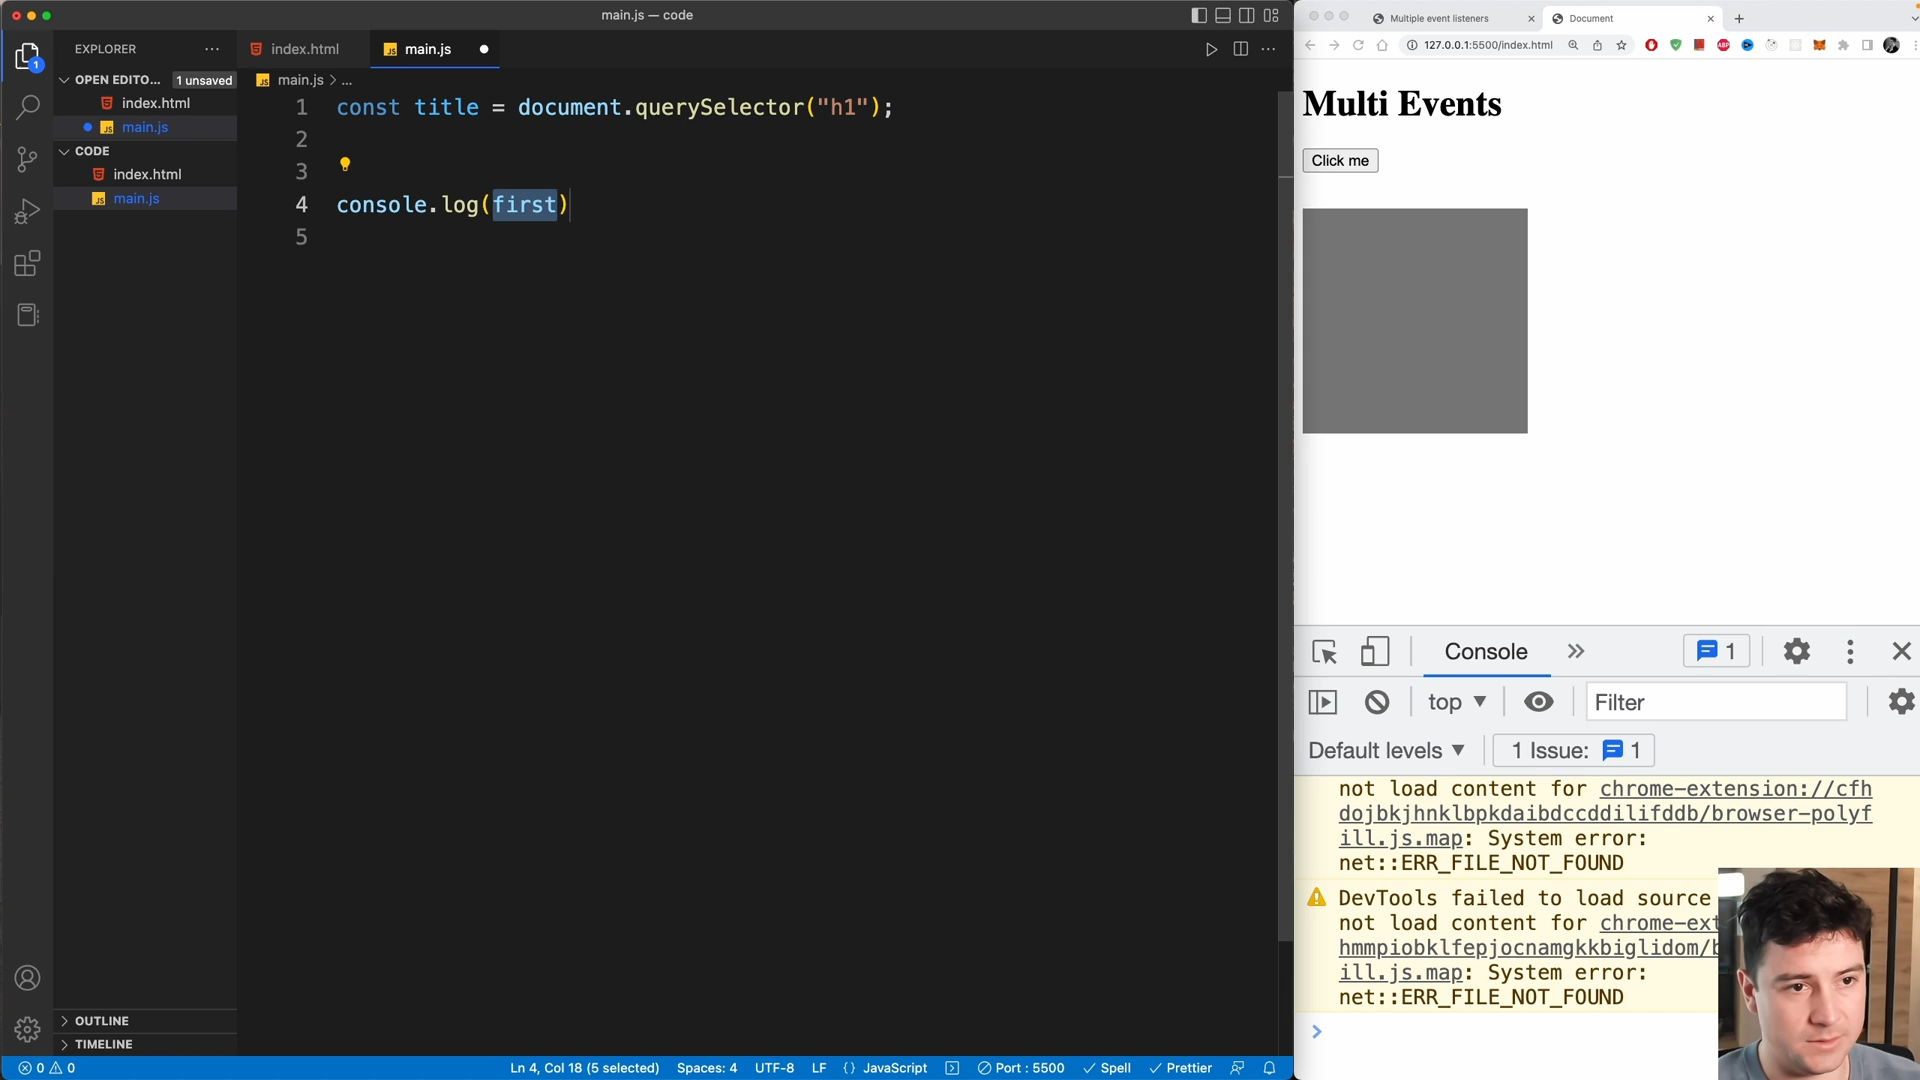 main.js — code
EXPLORER
OPEN EDITO...
1 unsaved
index.html
main.js
CODE
index.html
main.js
OUTLINE
TIMELINE
1
index.html
main.js
main.js > ...
1 const title = document.querySelector("h1");
2
3
4 console.log(first)
5
0 0
Ln 4, Col 18 (5 selected)
Spaces: 4
UTF-8
LF
{} JavaScript
Port : 5500
Spell
Prettier
Multiple event listeners
Document
127.0.0.1:5500/index.html
ABP
Multi Events
Click me
Console
1
top
Filter
Default levels
1 Issue: 1
not load content for chrome-extension://cfh
dojbkjhnklbpkdaibdccddilifddb/browser-polyf
ill.js.map: System error:
net::ERR_FILE_NOT_FOUND
DevTools failed to load source
not load content for chrome-ext
hmmpiobklfepjocnamgkkbiglidom/b
ill.js.map: System error:
net::ERR_FILE_NOT_FOUND